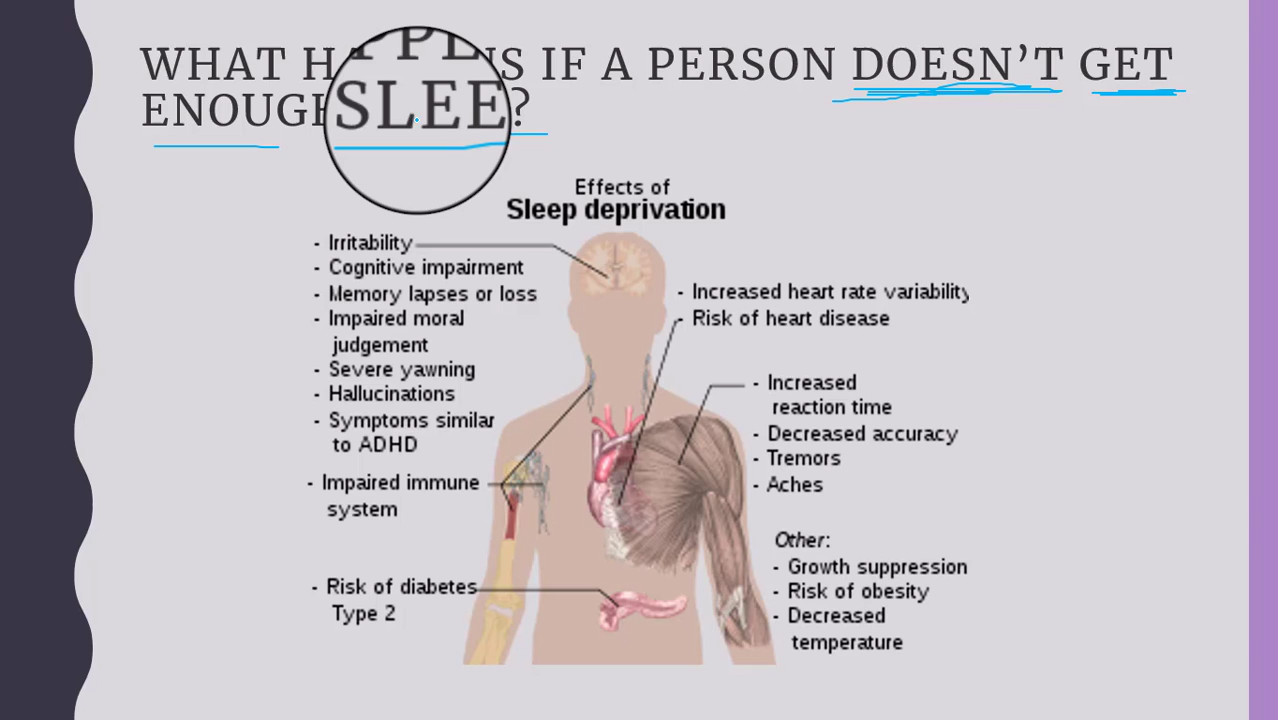 WHAT HAPPENS IF A PERSON DOESN'T GET
ENOUGH SLEEP?
Effects of
Sleep deprivation
- Irritability
- Cognitive impairment
- Memory lapses or loss
- Impaired moral
judgement
- Severe yawning
- Hallucinations
- Symptoms similar
to ADHD
- Impaired immune
system
- Risk of diabetes
Type 2
- Increased heart rate variability
- Risk of heart disease
- Increased
reaction time
- Decreased accuracy
- Tremors
- Aches
Other:
- Growth suppression
- Risk of obesity
- Decreased
temperature